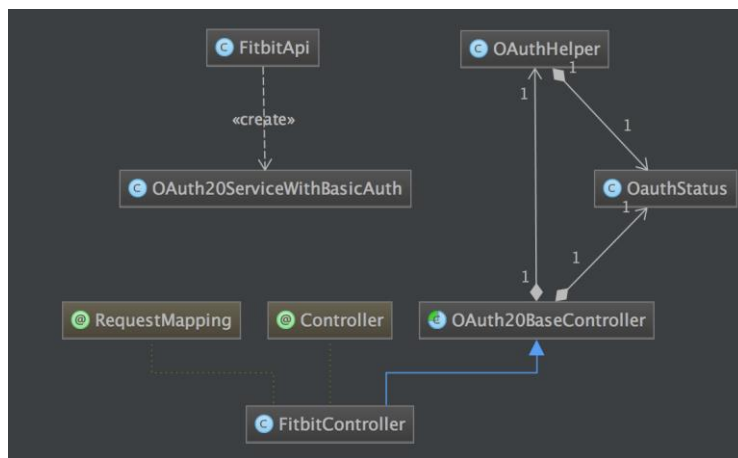 FitbitApi
OAuthHelper
1
1
«create»
1
OAuth20ServiceWithBasicAuth
OauthStatus
1
1
1
RequestMapping
Controller
OAuth20BaseController
FitbitController